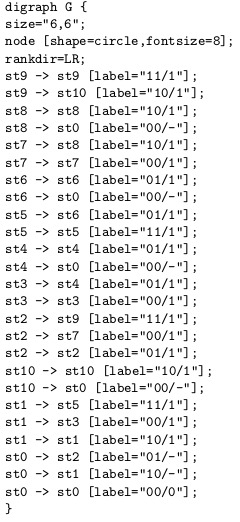 digraph G {
size="6,6";
node [shape=circle,fontsize=8];
rankdir=LR;
st9 -> st9 [label="11/1"];
st9 -> st10 [label="10/1"];
st8 -> st8 [label="10/1"];
st8 -> st0 [label="00/-"];
st7 -> st8 [label="10/1"];
st7 -> st7 [label="00/1"];
st6 -> st6 [label="01/1"];
st6 -> st0 [label="00/-"];
st5 -> st6 [label="01/1"];
st5 -> st5 [label="11/1"];
st4 -> st4 [label="01/1"];
st4 -> st0 [label="00/-"];
st3 -> st4 [label="01/1"];
st3 -> st3 [label="00/1"];
st2 -> st9 [label="11/1"];
st2 -> st7 [label="00/1"];
st2 -> st2 [label="01/1"];
st10 -> st10 [label="10/1"];
st10 -> st0 [label="00/-"];
st1 -> st5 [label="11/1"];
st1 -> st3 [label="00/1"];
st1 -> st1 [label="10/1"];
st0 -> st2 [label="01/-"];
st0 -> st1 [label="10/-"];
st0 -> st0 [label="00/0"];
}